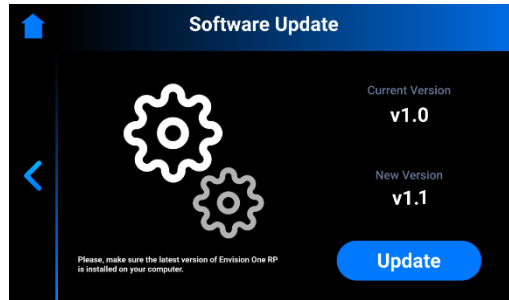 Software Update
Current Version
v1.0
New Version
v1.1
Please, make sure the latest version of Envision One RP
is installed on your computer.
Update